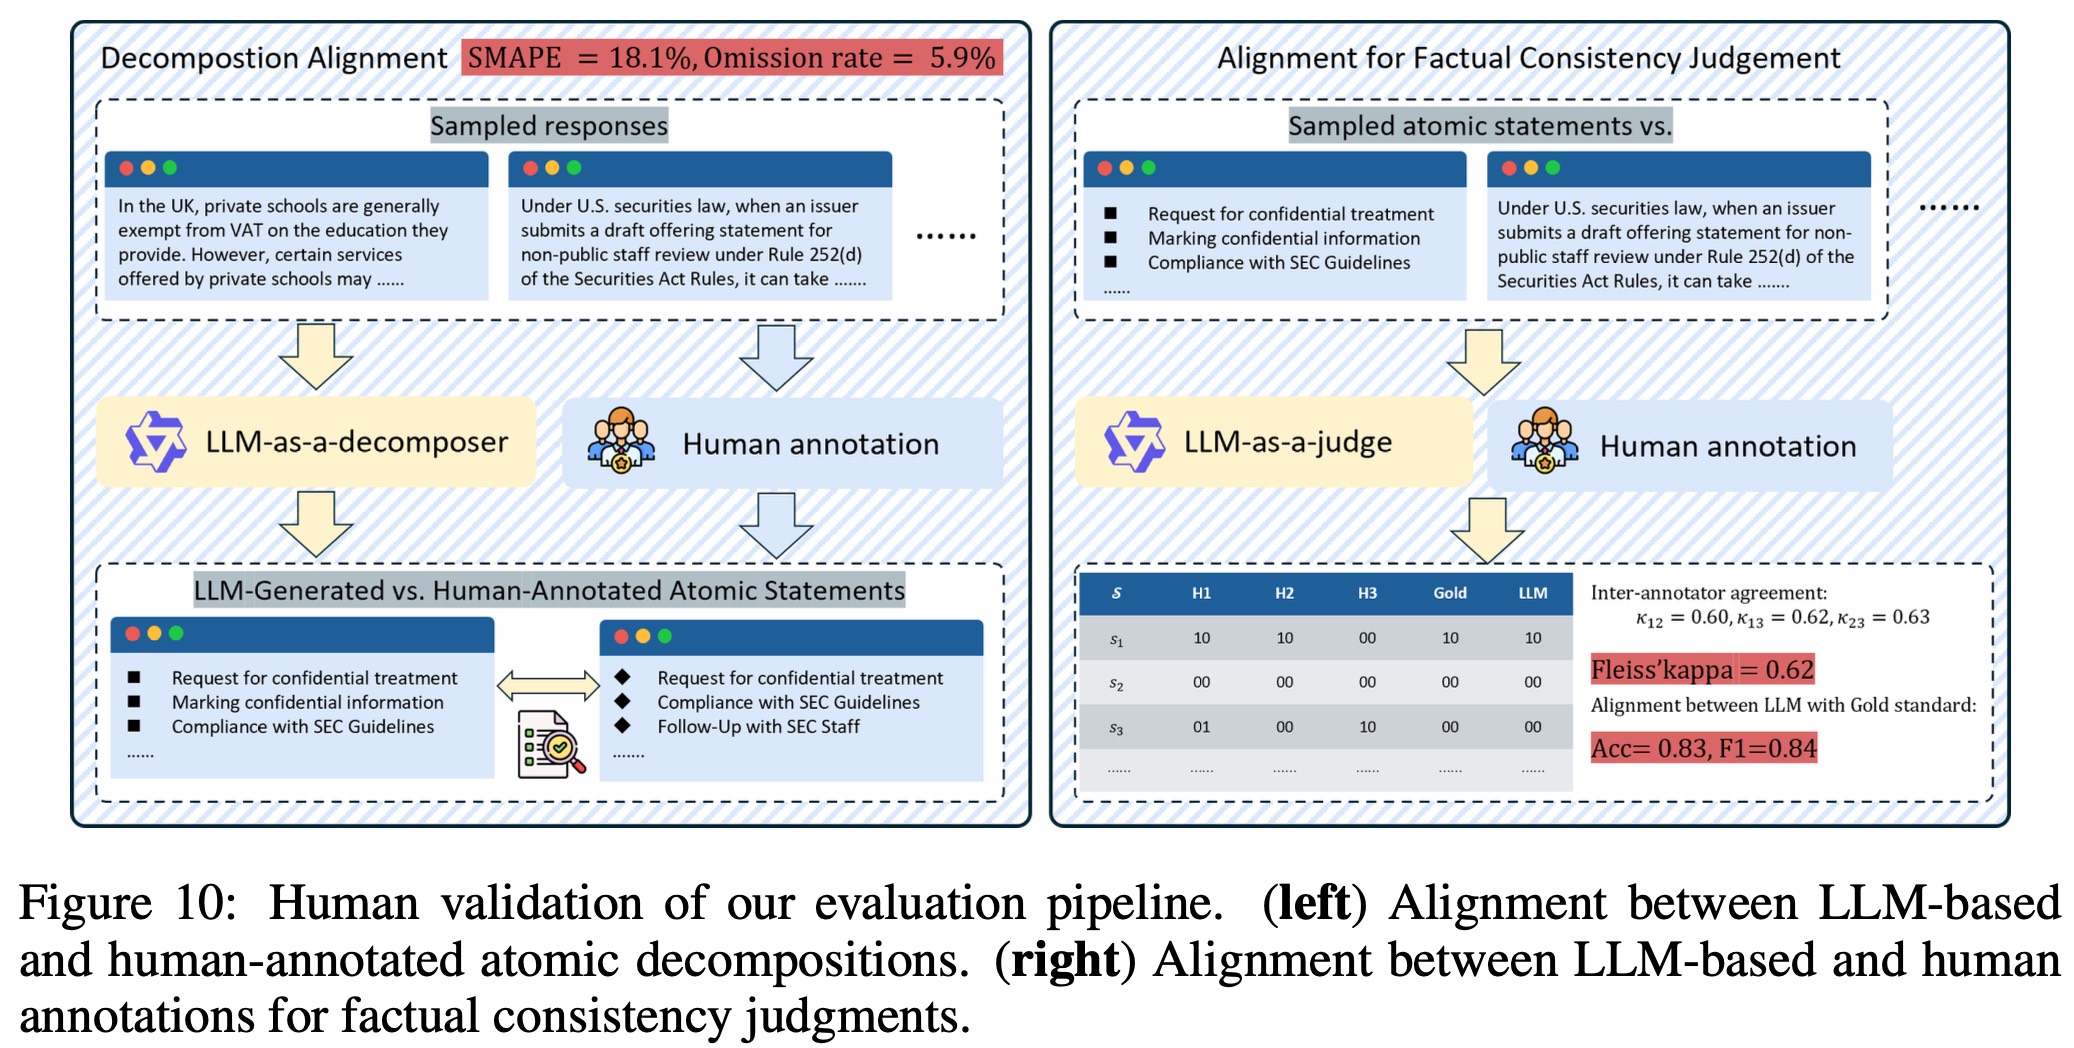 Decompostion Alignment SMAPE = 18.1%, Omission rate = 5.9%
Sampled responses
In the UK, private schools are generally
exempt from VAT on the education they
provide. However, certain services
offered by private schools may ......
Under U.S. securities law, when an issuer
submits a draft offering statement for
non-public staff review under Rule 252(d)
of the Securities Act Rules, it can take .......
......
LLM-as-a-decomposer
Human annotation
LLM-Generated vs. Human-Annotated Atomic Statements
■ Request for confidential treatment
■ Marking confidential information
■ Compliance with SEC Guidelines
......
◆ Request for confidential treatment
◆ Compliance with SEC Guidelines
◆ Follow-Up with SEC Staff
.......
Alignment for Factual Consistency Judgement
Sampled atomic statements vs.
■ Request for confidential treatment
■ Marking confidential information
■ Compliance with SEC Guidelines
......
Under U.S. securities law, when an issuer
submits a draft offering statement for non-
public staff review under Rule 252(d) of the
Securities Act Rules, it can take .......
......
LLM-as-a-judge
Human annotation
𝒮 H1 H2 H3 Gold LLM
s₁ 10 10 00 10 10
s₂ 00 00 00 00 00
s₃ 01 00 10 00 00
...... ...... ...... ...... ...... ......
Inter-annotator agreement:
κ₁₂ = 0.60, κ₁₃ = 0.62, κ₂₃ = 0.63
Fleiss'kappa = 0.62
Alignment between LLM with Gold standard:
Acc= 0.83, F1=0.84
Figure 10: Human validation of our evaluation pipeline. (left) Alignment between LLM-based
and human-annotated atomic decompositions. (right) Alignment between LLM-based and human
annotations for factual consistency judgments.